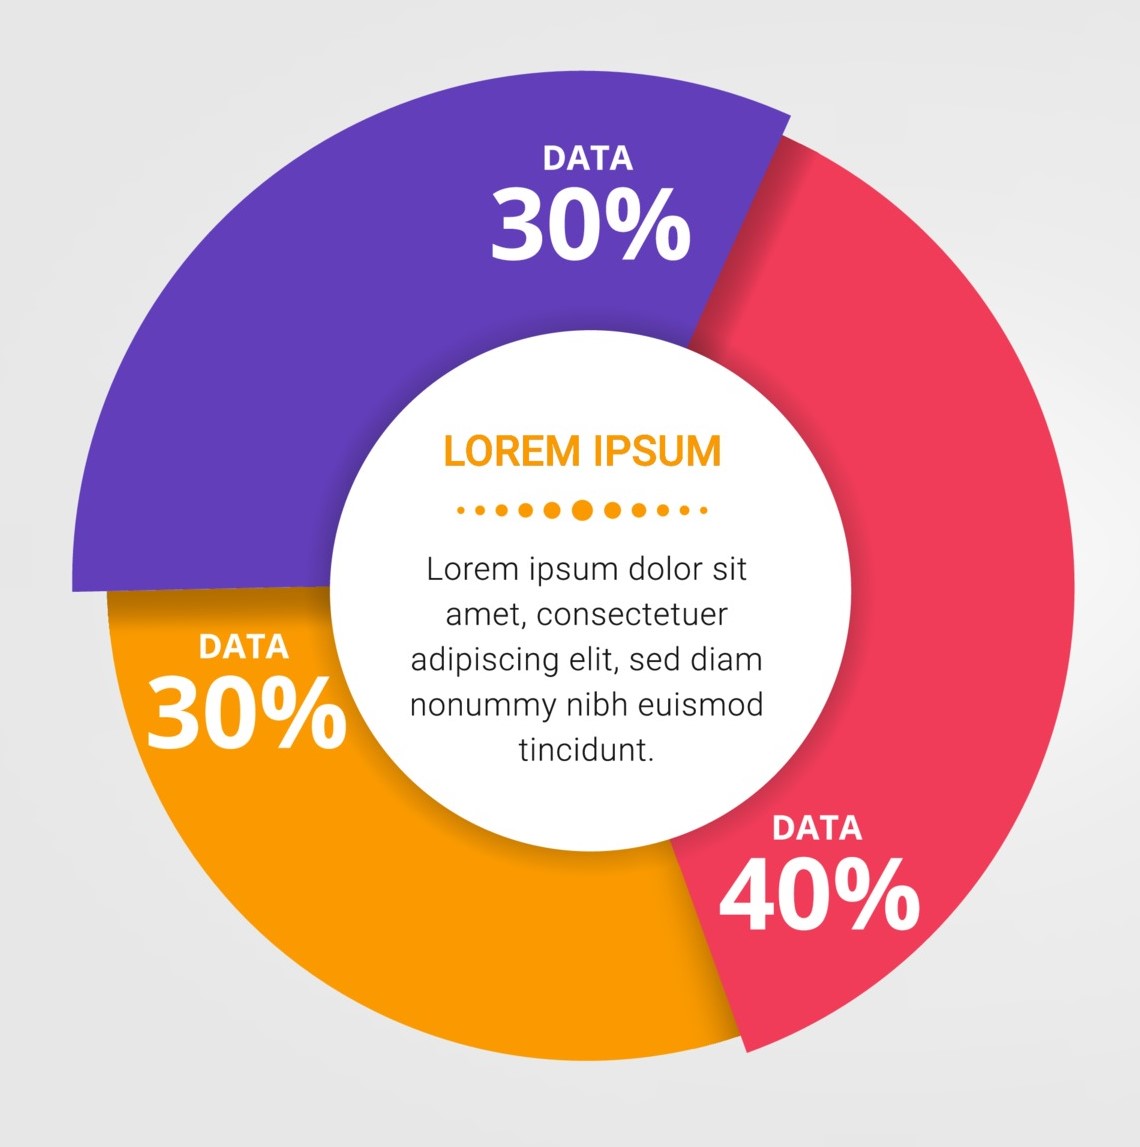 DATA
30%
LOREM IPSUM
Lorem ipsum dolor sit
amet, consectetuer
adipiscing elit, sed diam
nonummy nibh euismod
tincidunt.
DATA
30%
DATA
40%